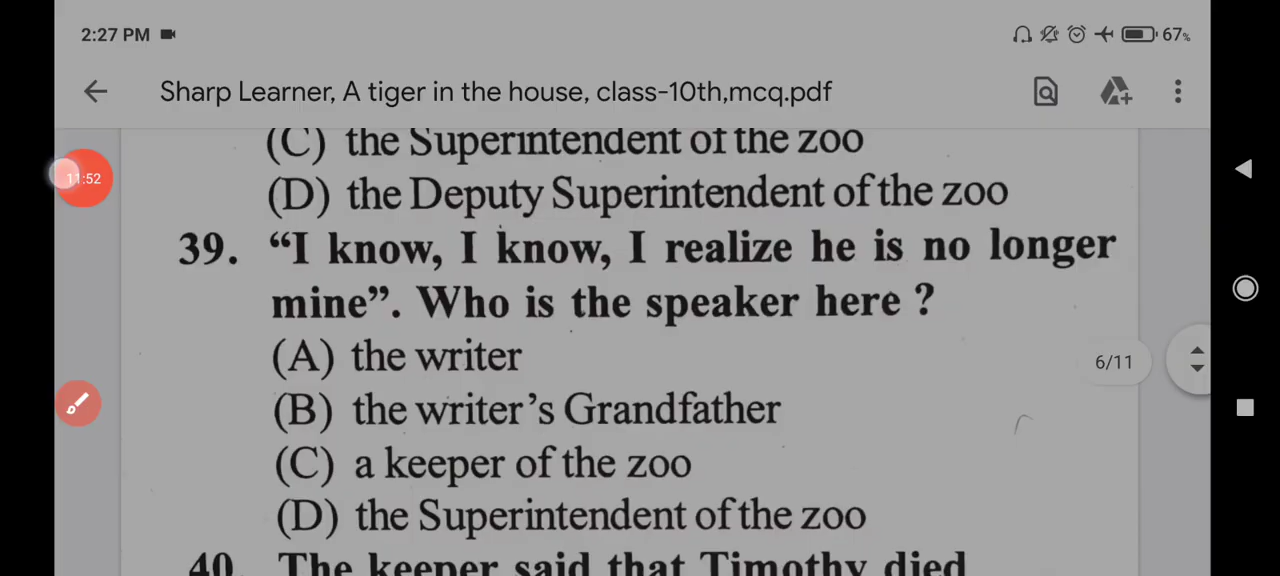 2:27 PM
67%
Sharp Learner, A tiger in the house, class-10th,mcq.pdf
(C) the Superintendent of the zoo
11:52
(D) the Deputy Superintendent of the zoo
39. “I know, I know, I realize he is no longer
mine”. Who is the speaker here ?
(A) the writer
6/11
(B) the writer’s Grandfather
(C) a keeper of the zoo
(D) the Superintendent of the zoo
40. The keeper said that Timothy died